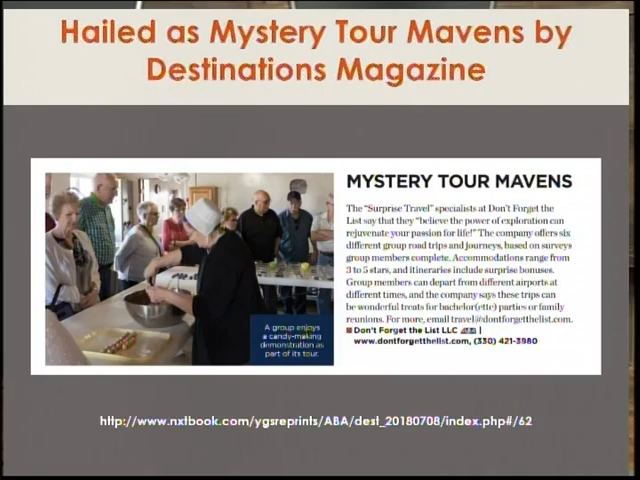 Hailed as Mystery Tour Mavens by
Destinations Magazine
MYSTERY TOUR MAVENS
The “Surprise Travel” specialists at Don’t Forget the
List say that they “believe the power of exploration can
rejuvenate your passion for life!” The company offers six
different group road trips and journeys, based on surveys
group members complete. Accommodations range from
3 to 5 stars, and itineraries include surprise bonuses.
Group members can depart from different airports at
different times, and the company says these trips can
be wonderful treats for bachelor(ette) parties or family
reunions. For more, email travel@dontforgetthelist.com.
Don’t Forget the List LLC |
www.dontforgetthelist.com, (330) 421-3980
A group enjoys
a candy-making
demonstration as
part of its tour.
http://www.nxtbook.com/ygsreprints/ABA/dest_20180708/index.php#/62